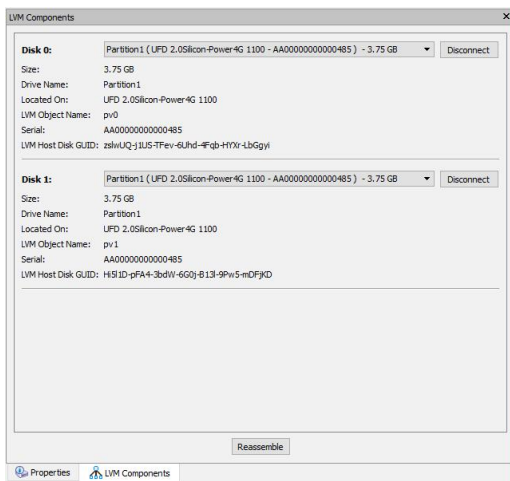 LVM Components
Disk 0: Partition1 ( UFD 2.0Silicon-Power4G 1100 - AA00000000000485 ) - 3.75 GB Disconnect
Size: 3.75 GB
Drive Name: Partition1
Located On: UFD 2.0Silicon-Power4G 1100
LVM Object Name: pv0
Serial: AA00000000000485
LVM Host Disk GUID: zslwUQ-j1US-TFev-6Uhd-4Fqb-HYXr-LbGgyi
Disk 1: Partition1 ( UFD 2.0Silicon-Power4G 1100 - AA00000000000485 ) - 3.75 GB Disconnect
Size: 3.75 GB
Drive Name: Partition1
Located On: UFD 2.0Silicon-Power4G 1100
LVM Object Name: pv1
Serial: AA00000000000485
LVM Host Disk GUID: Hi5l1D-pFA4-3bdW-6G0j-B13l-9Pw5-mDFjKD
Reassemble
Properties LVM Components